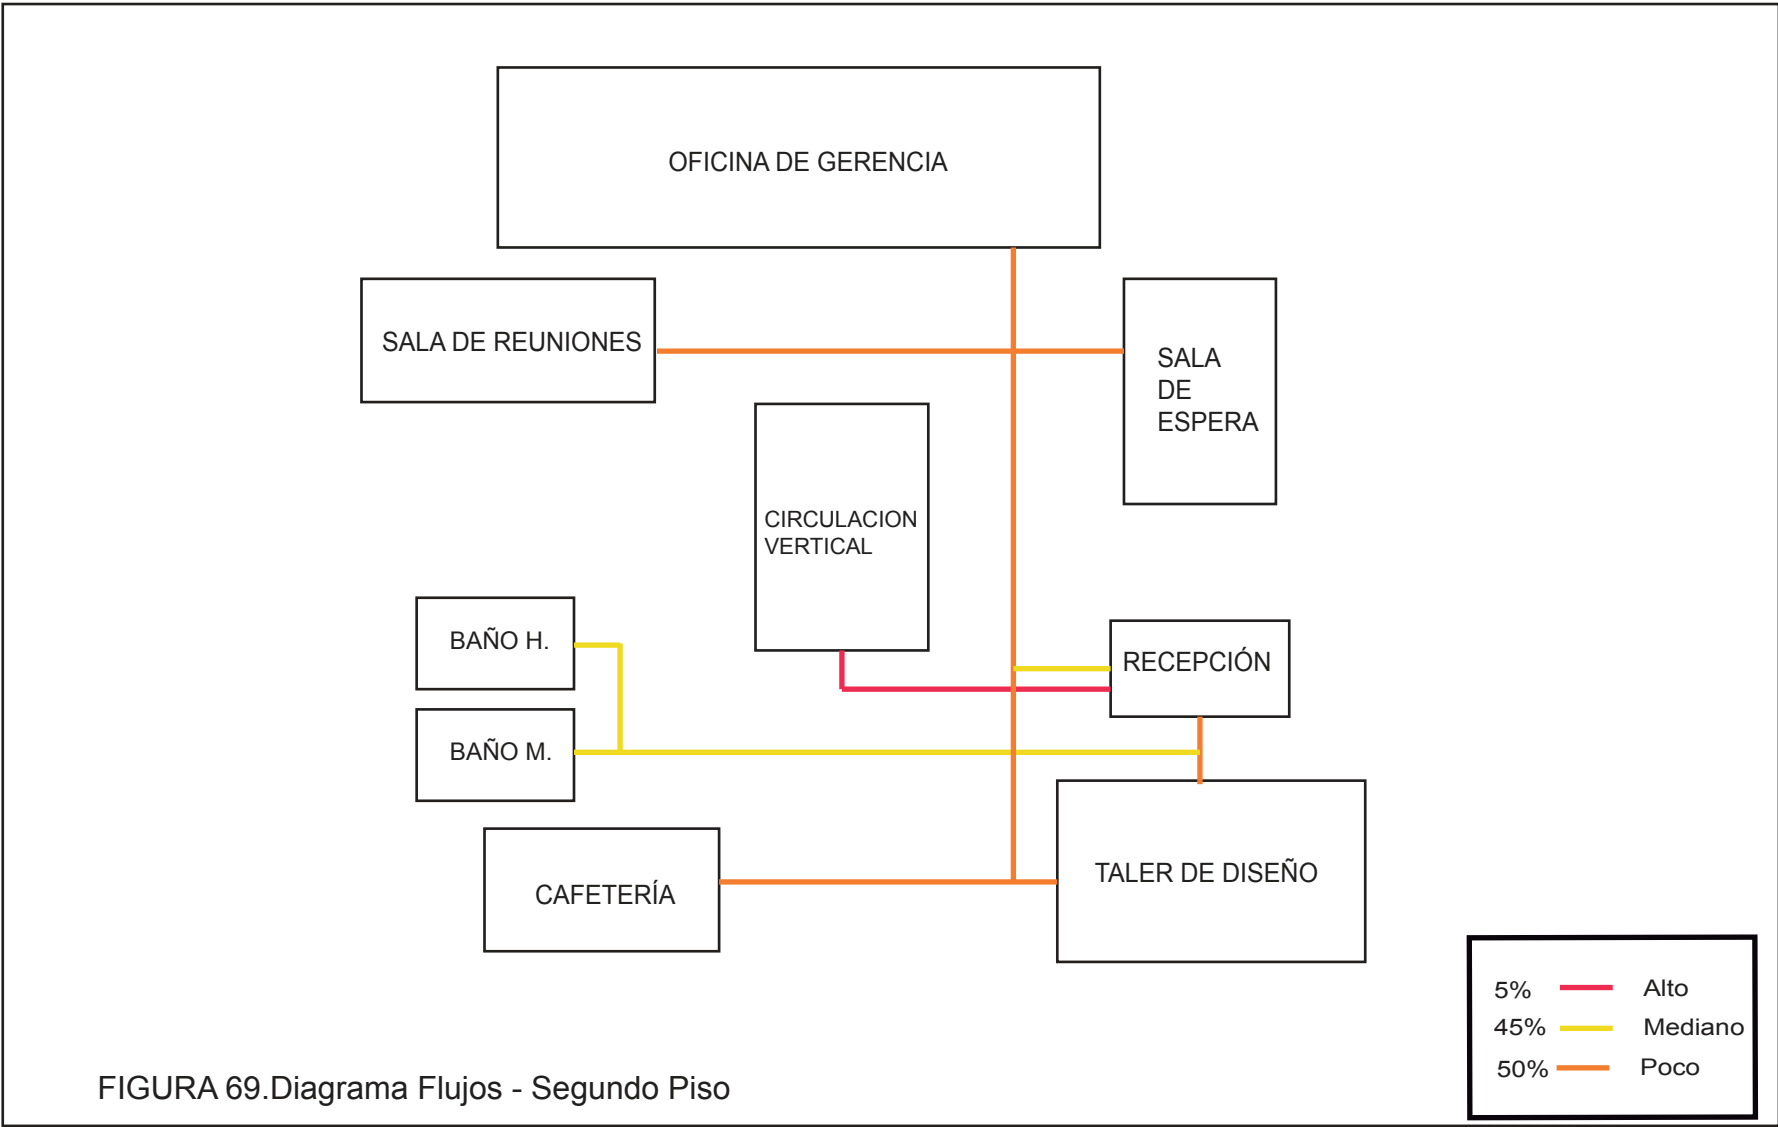 OFICINA DE GERENCIA
SALA DE REUNIONES
SALA
DE
ESPERA
CIRCULACION
VERTICAL
BAÑO H.
RECEPCIÓN
BAÑO M.
TALER DE DISEÑO
CAFETERÍA
5% Alto
45% Mediano
50% Poco
FIGURA 69.Diagrama Flujos - Segundo Piso